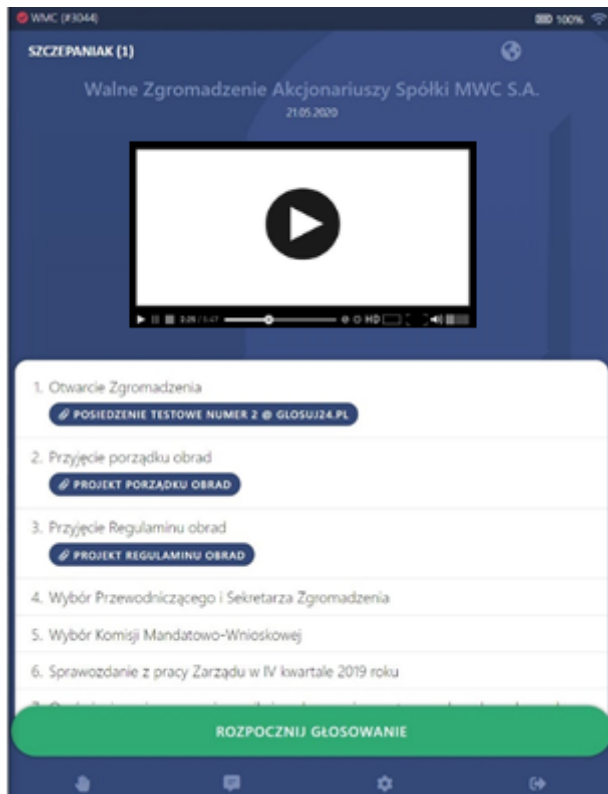 WMC (#3044)
100%
SZCZEPANIAK (1)
Walne Zgromadzenie Akcjonariuszy Spółki MWC S.A.
21.05.2020
HD
1. Otwarcie Zgromadzenia
POSIEDZENIE TESTOWE NUMER 2 @ GLOSUJ24.PL
2. Przyjęcie porządku obrad
PROJEKT PORZĄDKU OBRAD
3. Przyjęcie Regulaminu obrad
PROJEKT REGULAMINU OBRAD
4. Wybór Przewodniczącego i Sekretarza Zgromadzenia
5. Wybór Komisji Mandatowo-Wnioskowej
6. Sprawozdanie z pracy Zarządu w IV kwartale 2019 roku
ROZPOCZNIJ GŁOSOWANIE